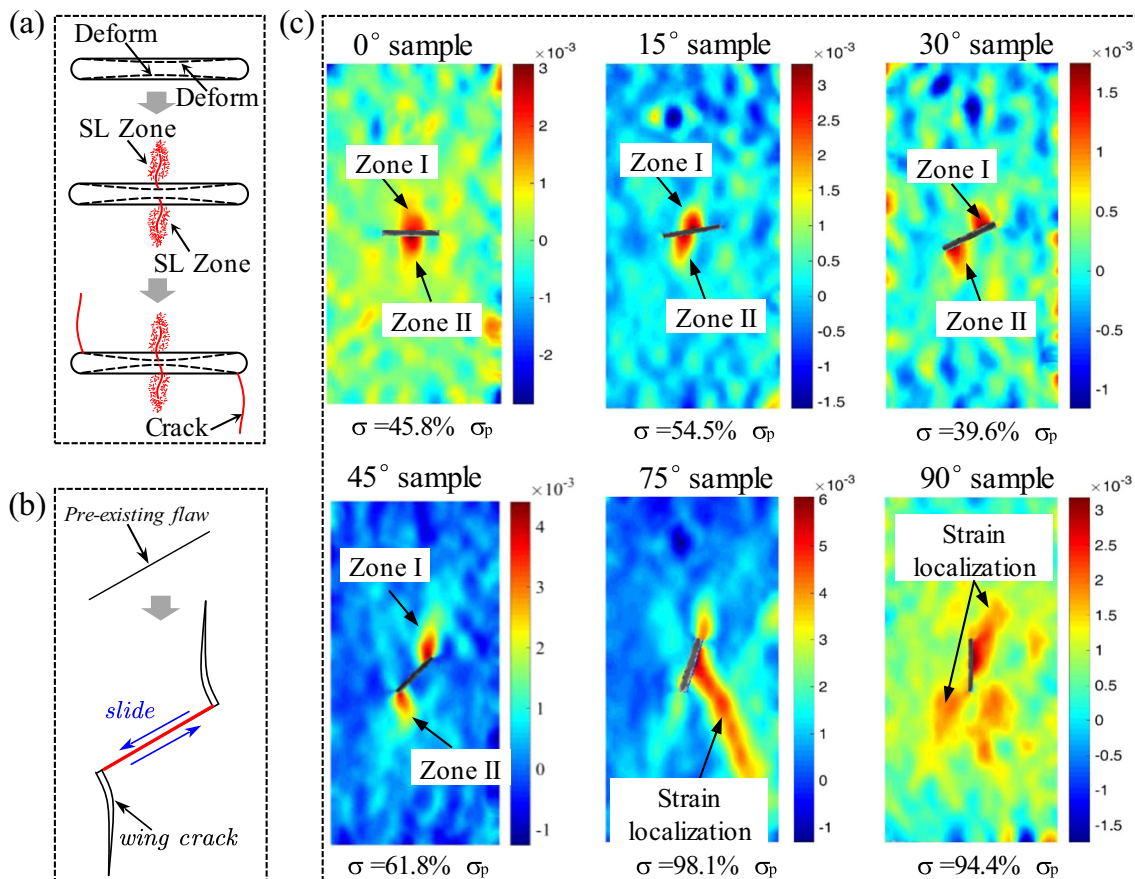 (a)
Deform
Deform
SL Zone
SL Zone
Crack
(b)
Pre-existing flaw
slide
wing crack
(c)
0° sample
×10⁻³
3
2
1
0
-1
-2
Zone I
Zone II
σ =45.8% σp
15° sample
×10⁻³
3.5
3
2.5
2
1.5
1
0.5
0
-0.5
-1
-1.5
Zone I
Zone II
σ =54.5% σp
30° sample
×10⁻³
1.5
1
0.5
0
-0.5
-1
Zone I
Zone II
σ =39.6% σp
45° sample
×10⁻³
4
3
2
1
0
-1
Zone I
Zone II
σ =61.8% σp
75° sample
×10⁻³
6
5
4
3
2
1
0
-1
Strain
localization
σ =98.1% σp
90° sample
×10⁻³
3
2.5
2
1.5
1
0.5
0
-0.5
-1
-1.5
Strain
localization
σ =94.4% σp